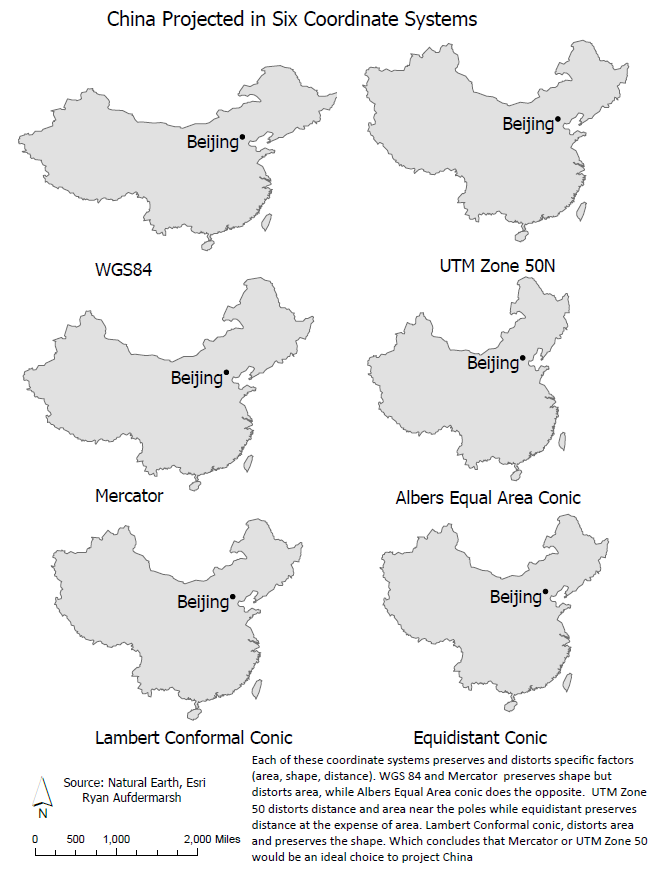 China Projected in Six Coordinate Systems
Beijing
Beijing
WGS84
UTM Zone 50N
Beijing
Beijing
Mercator
Albers Equal Area Conic
Beijing
Beijing
Lambert Conformal Conic
Equidistant Conic
Source: Natural Earth, Esri
Ryan Aufdermarsh
N
0 500 1,000 2,000 Miles
Each of these coordinate systems preserves and distorts specific factors
(area, shape, distance). WGS 84 and Mercator preserves shape but
distorts area, while Albers Equal Area conic does the opposite. UTM Zone
50 distorts distance and area near the poles while equidistant preserves
distance at the expense of area. Lambert Conformal conic, distorts area
and preserves the shape. Which concludes that Mercator or UTM Zone 50
would be an ideal choice to project China